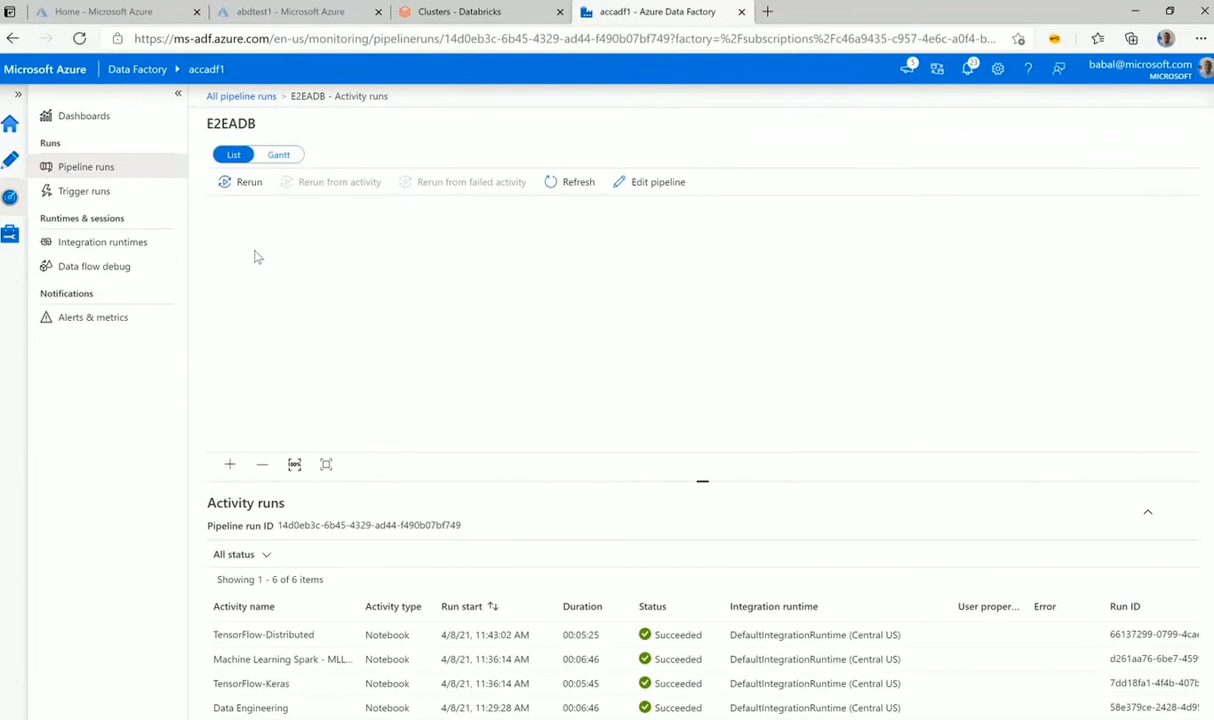 Home - Microsoft Azure
abdtest1 - Microsoft Azure
Clusters - Databricks
accadf1 - Azure Data Factory
https://ms-adf.azure.com/en-us/monitoring/pipelineruns/14d0eb3c-6b45-4329-ad44-f490b07bf749?factory=%2Fsubscriptions%2Fc46a9435-c957-4e6c-a0f4-b...
Microsoft Azure
Data Factory
accadf1
5
23
babal@microsoft.com
MICROSOFT
Dashboards
Runs
Pipeline runs
Trigger runs
Runtimes & sessions
Integration runtimes
Data flow debug
Notifications
Alerts & metrics
All pipeline runs > E2EADB - Activity runs
E2EADB
List Gantt
Rerun Rerun from activity Rerun from failed activity Refresh Edit pipeline
100%
Activity runs
Pipeline run ID 14d0eb3c-6b45-4329-ad44-f490b07bf749
All status
Showing 1 - 6 of 6 items
Activity name Activity type Run start Duration Status Integration runtime User proper... Error Run ID
TensorFlow-Distributed Notebook 4/8/21, 11:43:02 AM 00:05:25 Succeeded DefaultIntegrationRuntime (Central US) 66137299-0799-4cae
Machine Learning Spark - MLL... Notebook 4/8/21, 11:36:14 AM 00:06:46 Succeeded DefaultIntegrationRuntime (Central US) d261aa76-6be7-459
TensorFlow-Keras Notebook 4/8/21, 11:36:14 AM 00:05:45 Succeeded DefaultIntegrationRuntime (Central US) 7dd18fa1-4f4b-407b
Data Engineering Notebook 4/8/21, 11:29:28 AM 00:06:46 Succeeded DefaultIntegrationRuntime (Central US) 58e379ce-2428-4d9